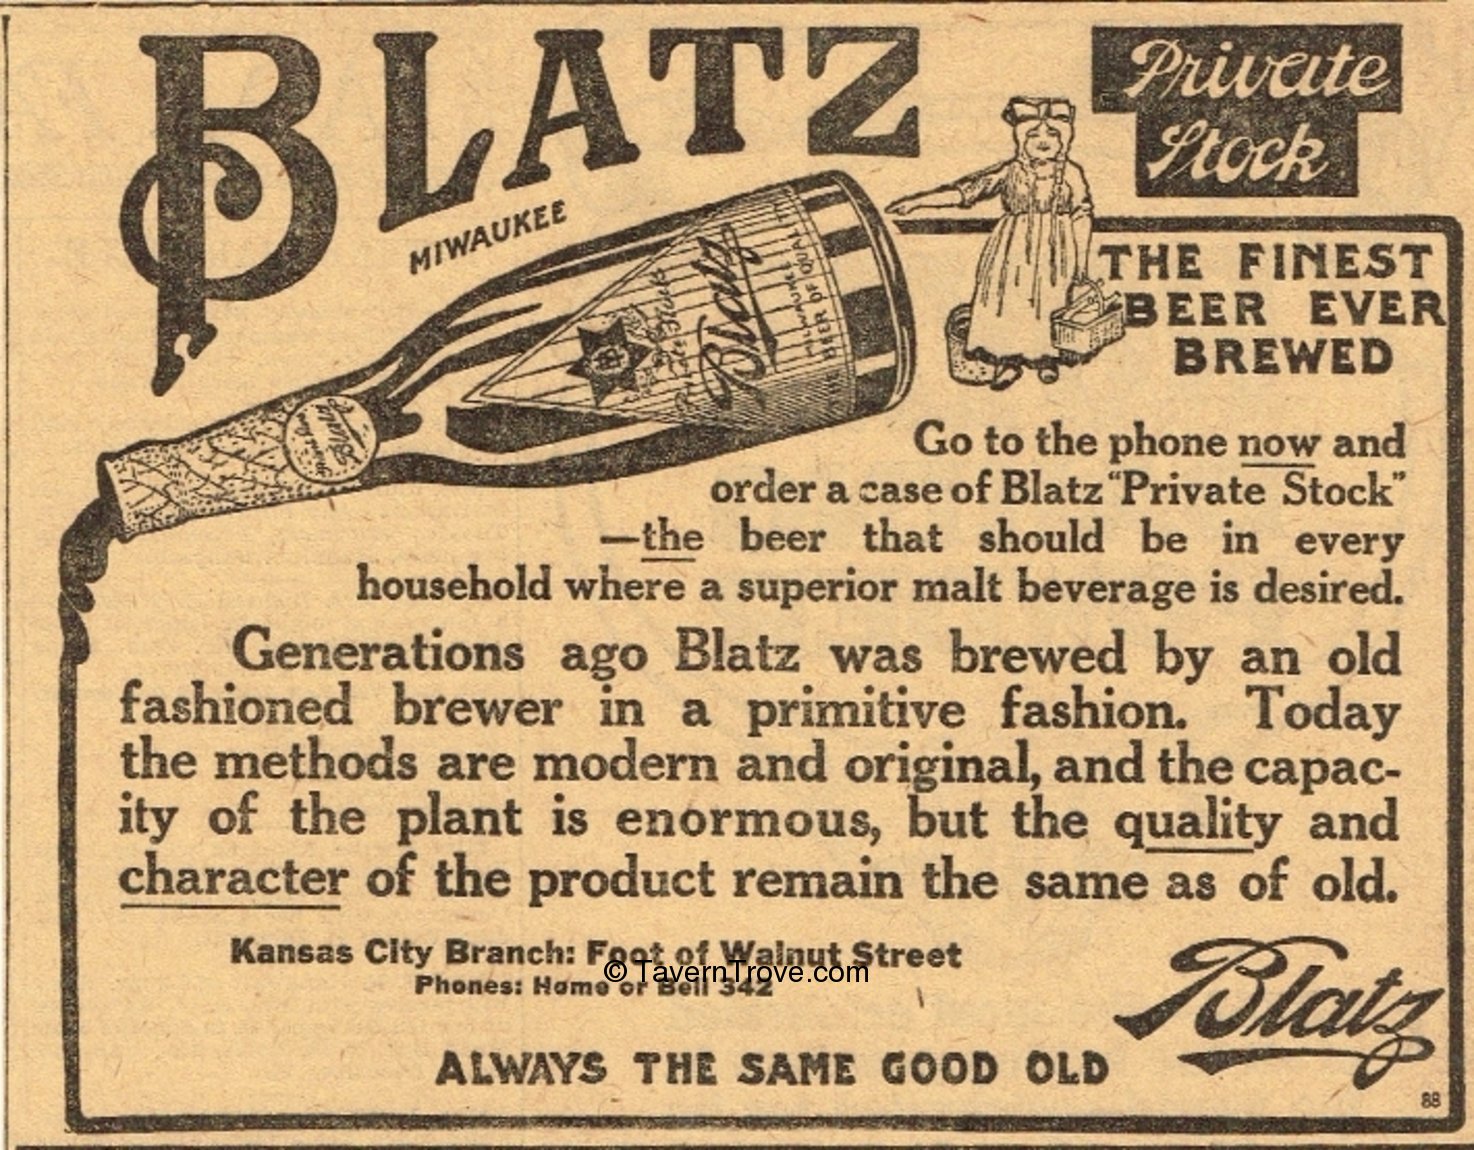 BLATZ
MIWAUKEE
Private
Stock
THE FINEST
BEER EVER
BREWED
Blatz
Go to the phone now and
order a case of Blatz "Private Stock"
—the beer that should be in every
household where a superior malt beverage is desired.
Generations ago Blatz was brewed by an old
fashioned brewer in a primitive fashion. Today
the methods are modern and original, and the capac-
ity of the plant is enormous, but the quality and
character of the product remain the same as of old.
Kansas City Branch: Foot of Walnut Street
© TavernTrove.com
Phones: Home or Bell 342
Blatz
ALWAYS THE SAME GOOD OLD
88